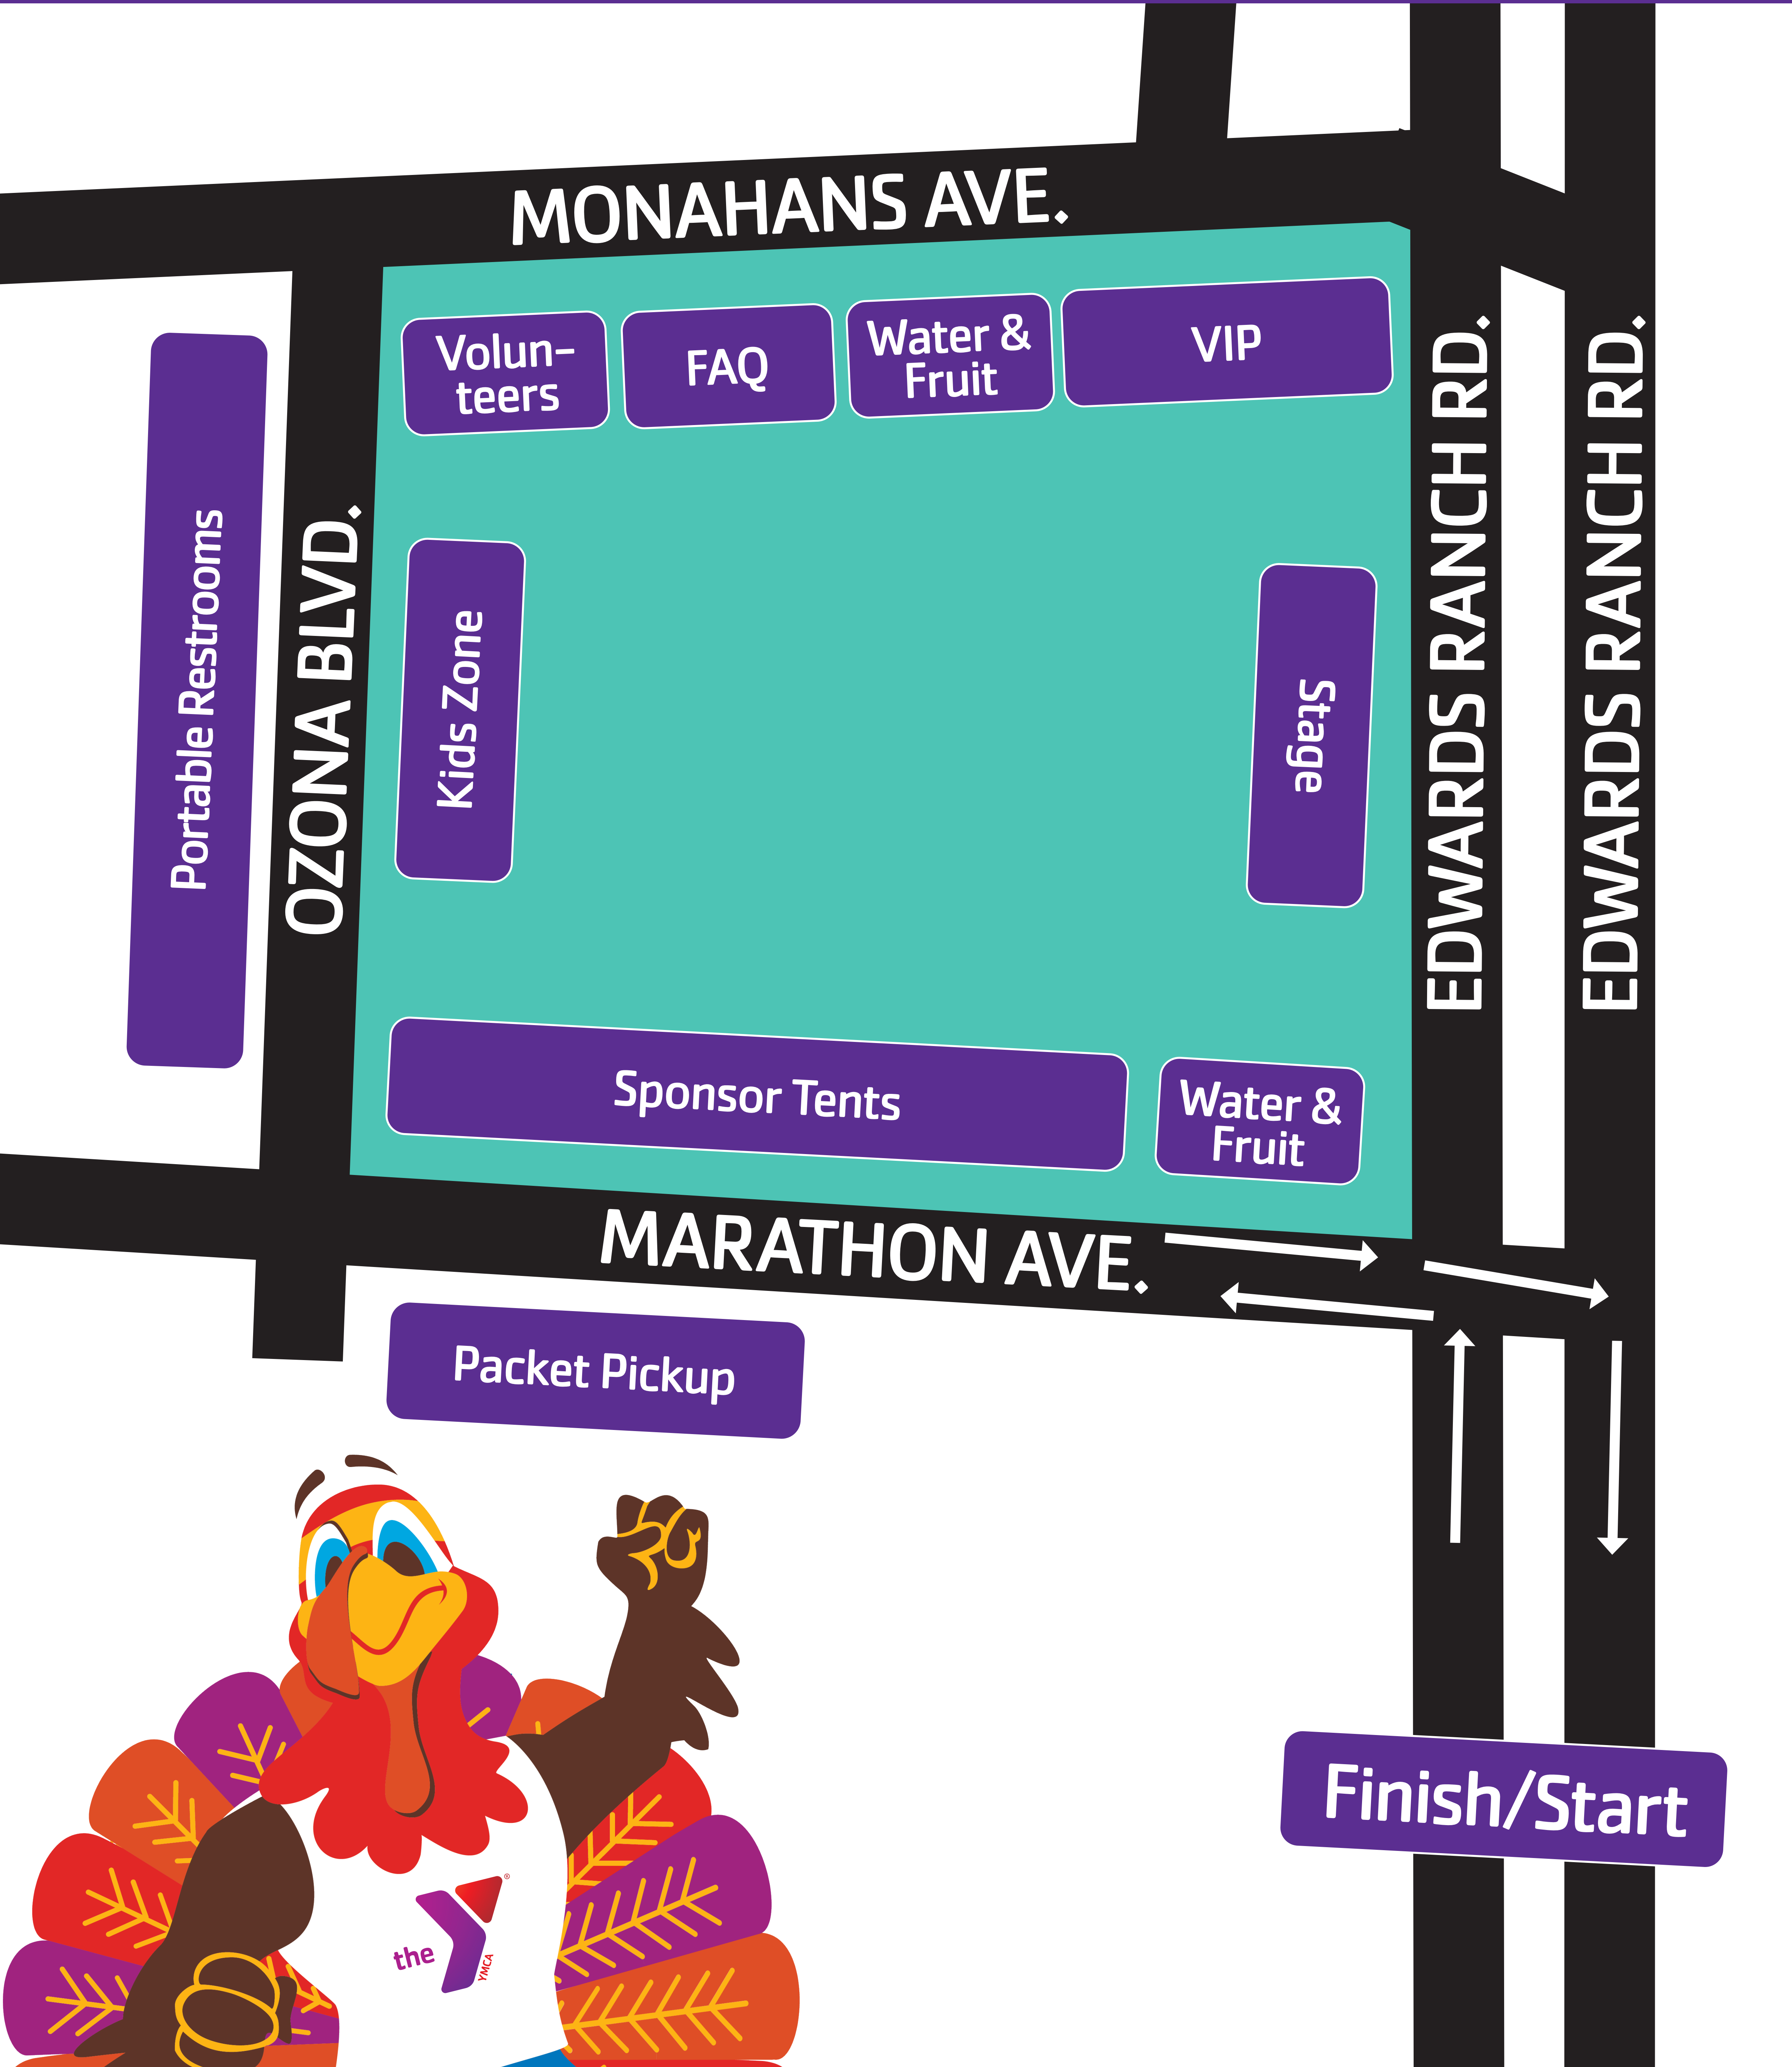 MONAHANS AVE.
Volun-
teers
FAQ
Water &
Fruit
VIP
Portable Restrooms
OZONA BLVD.
Kids Zone
Stage
EDWARDS RANCH RD.
EDWARDS RANCH RD.
Sponsor Tents
Water &
Fruit
MARATHON AVE.
Packet Pickup
Finish/Start
the
YMCA
®